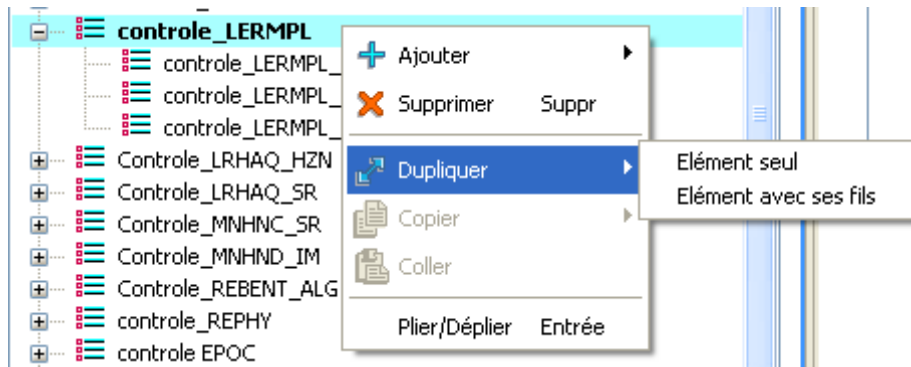 controle_LERMPL
controle_LERMPL_
controle_LERMPL_
controle_LERMPL_
Controle_LRHAQ_HZN
Controle_LRHAQ_SR
Controle_MNHNC_SR
Controle_MNHND_IM
Controle_REBENT_ALG
controle_REPHY
controle EPOC
Ajouter
Supprimer Suppr
Dupliquer
Copier
Coller
Plier/Déplier Entrée
Elément seul
Elément avec ses fils